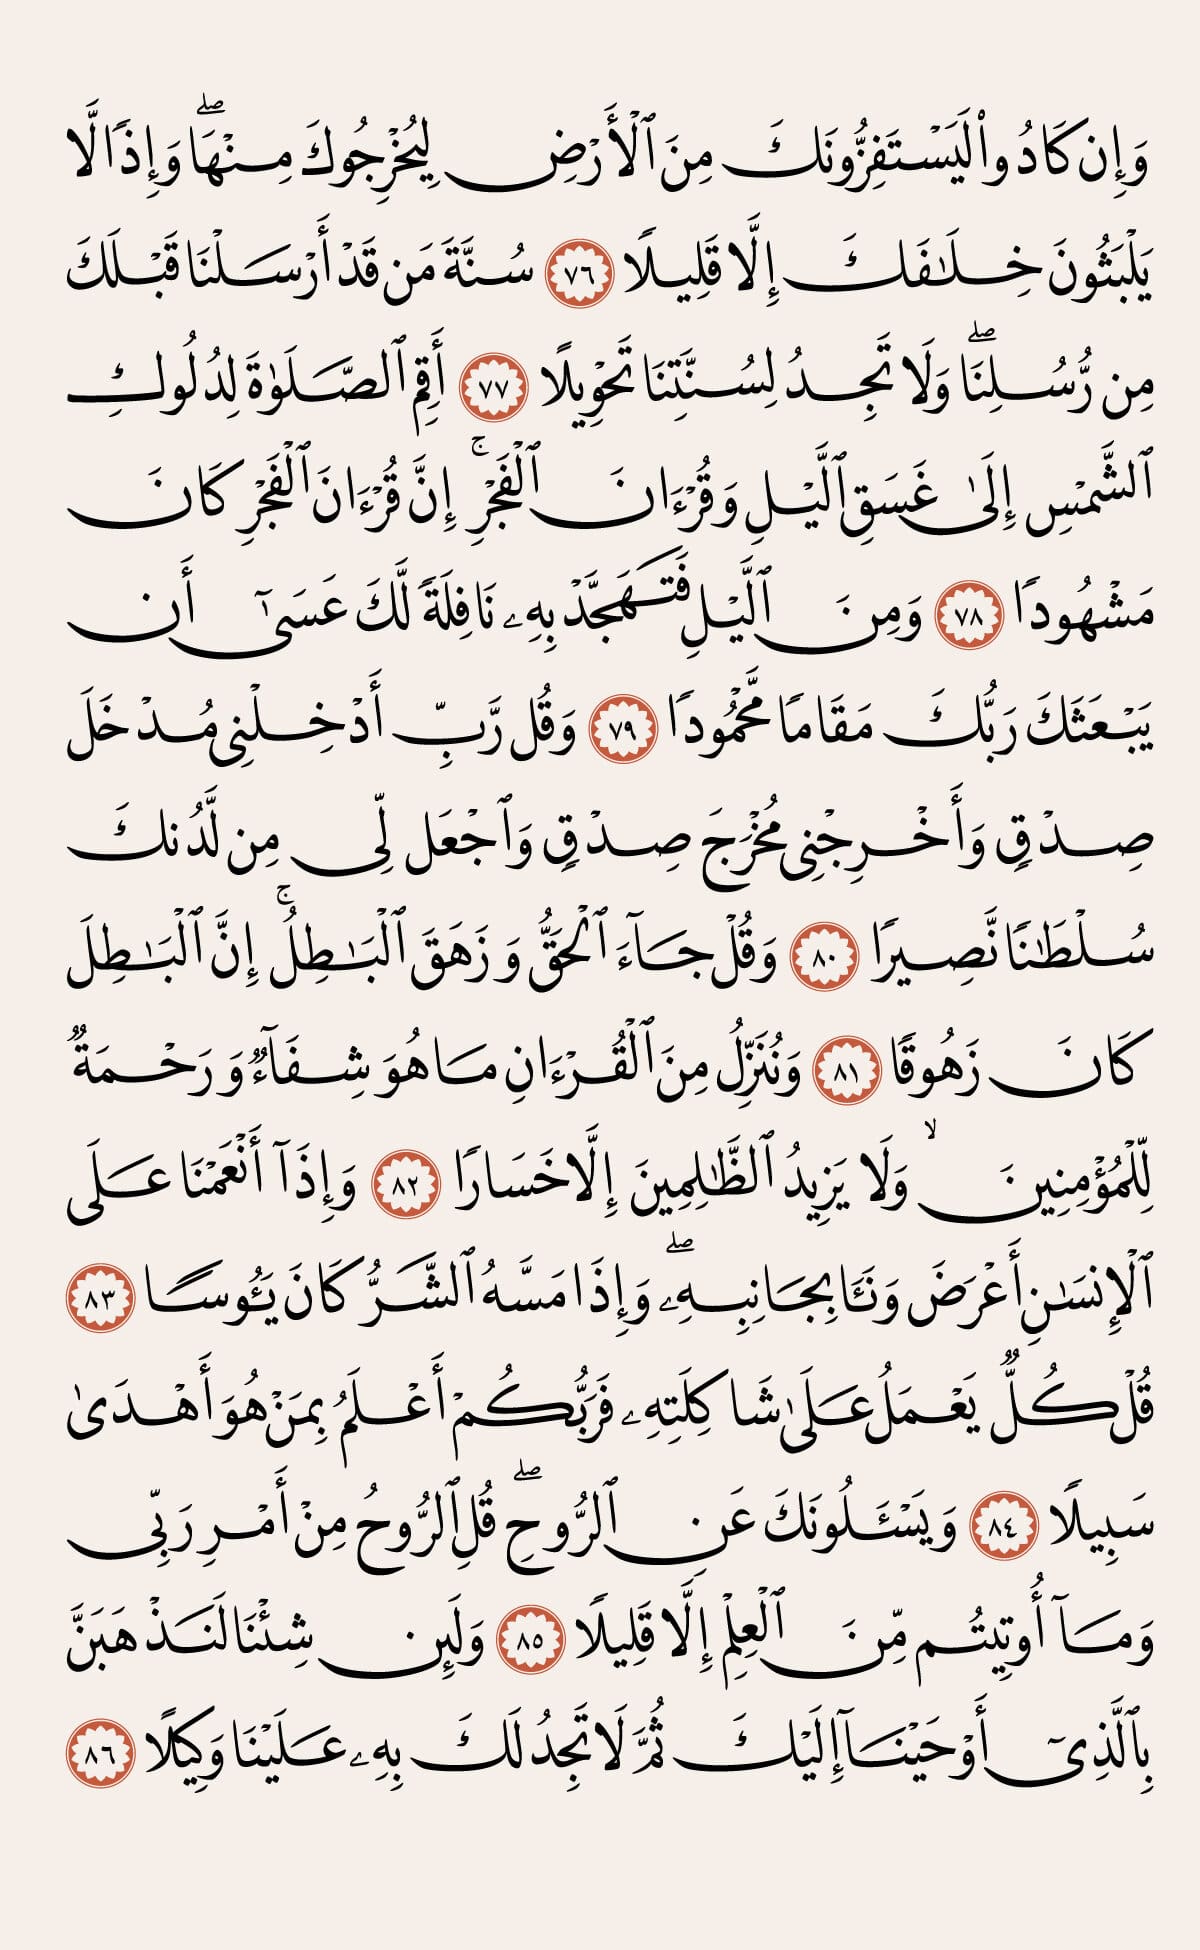 وَإِن كَادُوا۟ لَيَسْتَفِزُّونَكَ مِنَ ٱلْأَرْضِ لِيُخْرِجُوكَ مِنْهَا ۖ وَإِذًا لَّا
يَلْبَثُونَ خِلَـٰفَكَ إِلَّا قَلِيلًا ٧٦ سُنَّةَ مَن قَدْ أَرْسَلْنَا قَبْلَكَ
مِن رُّسُلِنَا ۖ وَلَا تَجِدُ لِسُنَّتِنَا تَحْوِيلًا ٧٧ أَقِمِ ٱلصَّلَوٰةَ لِدُلُوكِ
ٱلشَّمْسِ إِلَىٰ غَسَقِ ٱلَّيْلِ وَقُرْءَانَ ٱلْفَجْرِ ۚ إِنَّ قُرْءَانَ ٱلْفَجْرِ كَانَ
مَشْهُودًا ٧٨ وَمِنَ ٱلَّيْلِ فَتَهَجَّدْ بِهِۦ نَافِلَةً لَّكَ عَسَىٰٓ أَن
يَبْعَثَكَ رَبُّكَ مَقَامًا مَّحْمُودًا ٧٩ وَقُل رَّبِّ أَدْخِلْنِى مُدْخَلَ
صِدْقٍ وَأَخْرِجْنِى مُخْرَجَ صِدْقٍ وَٱجْعَل لِّى مِن لَّدُنكَ
سُلْطَـٰنًا نَّصِيرًا ٨٠ وَقُلْ جَآءَ ٱلْحَقُّ وَزَهَقَ ٱلْبَـٰطِلُ ۚ إِنَّ ٱلْبَـٰطِلَ
كَانَ زَهُوقًا ٨١ وَنُنَزِّلُ مِنَ ٱلْقُرْءَانِ مَا هُوَ شِفَآءٌ وَرَحْمَةٌ
لِّلْمُؤْمِنِينَ ۙ وَلَا يَزِيدُ ٱلظَّـٰلِمِينَ إِلَّا خَسَارًا ٨٢ وَإِذَآ أَنْعَمْنَا عَلَى
ٱلْإِنسَـٰنِ أَعْرَضَ وَنَـَٔا بِجَانِبِهِۦ ۖ وَإِذَا مَسَّهُ ٱلشَّرُّ كَانَ يَـُٔوسًا ٨٣
قُلْ كُلٌّ يَعْمَلُ عَلَىٰ شَاكِلَتِهِۦ فَرَبُّكُمْ أَعْلَمُ بِمَنْ هُوَ أَهْدَىٰ
سَبِيلًا ٨٤ وَيَسْـَٔلُونَكَ عَنِ ٱلرُّوحِ ۖ قُلِ ٱلرُّوحُ مِنْ أَمْرِ رَبِّى
وَمَآ أُوتِيتُم مِّنَ ٱلْعِلْمِ إِلَّا قَلِيلًا ٨٥ وَلَئِن شِئْنَا لَنَذْهَبَنَّ
بِٱلَّذِىٓ أَوْحَيْنَآ إِلَيْكَ ثُمَّ لَا تَجِدُ لَكَ بِهِۦ عَلَيْنَا وَكِيلًا ٨٦